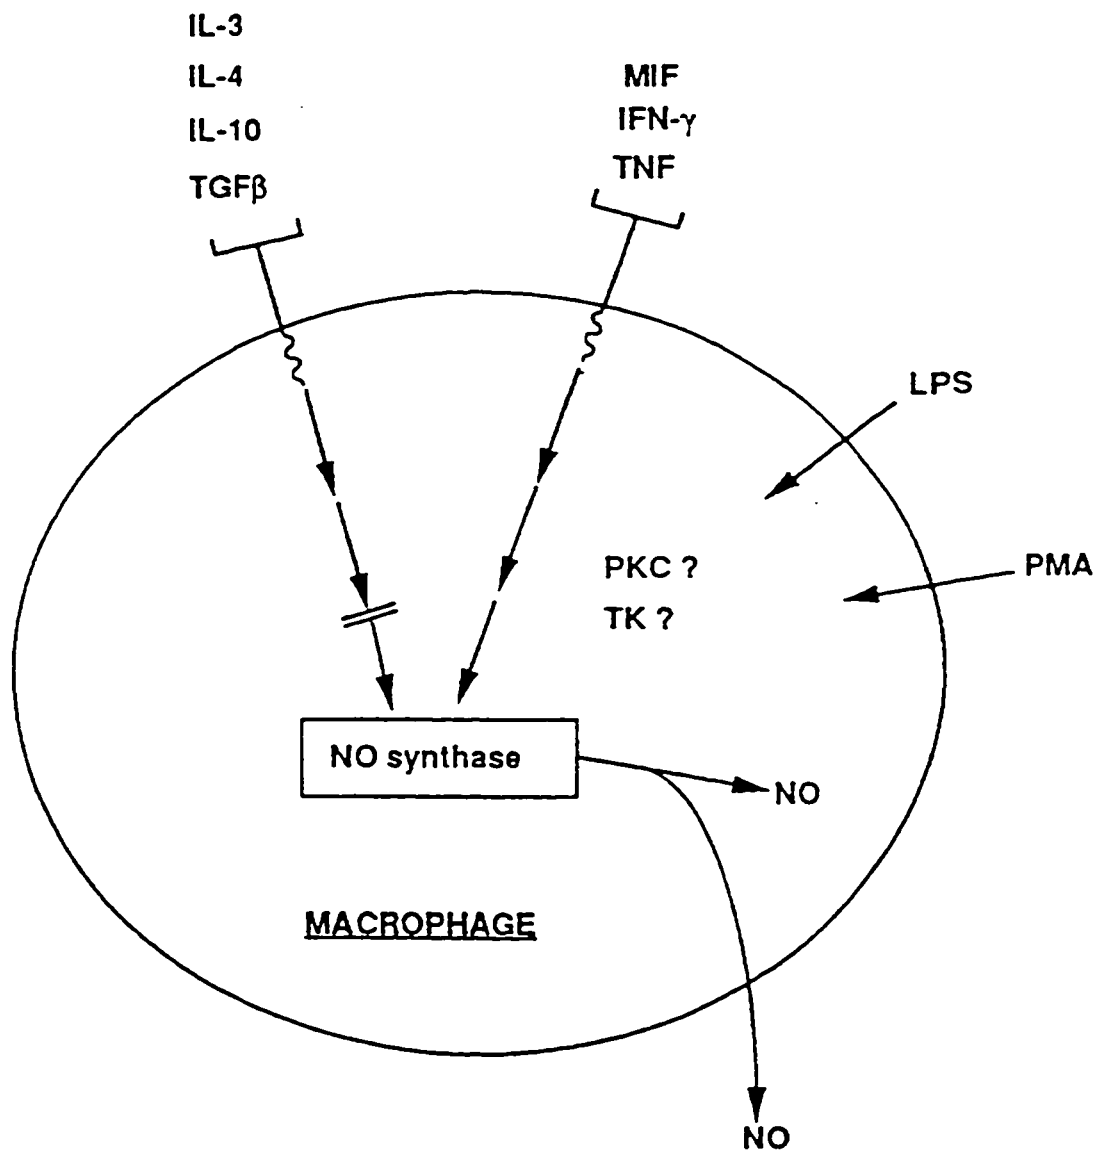 IL-3
IL-4
IL-10
TGFβ
MIF
IFN-γ
TNF
LPS
PMA
PKC ?
TK ?
NO synthase
NO
MACROPHAGE
NO